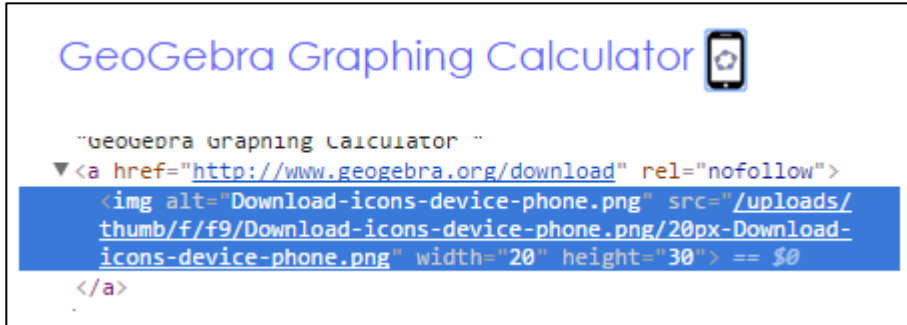 GeoGebra Graphing Calculator
"GeoGebra Graphing Calculator "
▼<a href="http://www.geogebra.org/download" rel="nofollow">
<img alt="Download-icons-device-phone.png" src="/uploads/
thumb/f/f9/Download-icons-device-phone.png/20px-Download-
icons-device-phone.png" width="20" height="30"> == $0
</a>